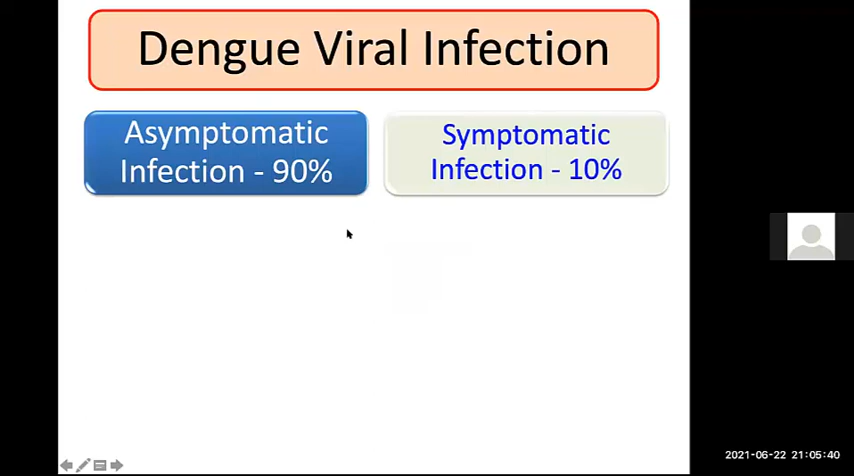 Dengue Viral Infection
Asymptomatic
Infection - 90%
Symptomatic
Infection - 10%
2021-06-22 21:05:40